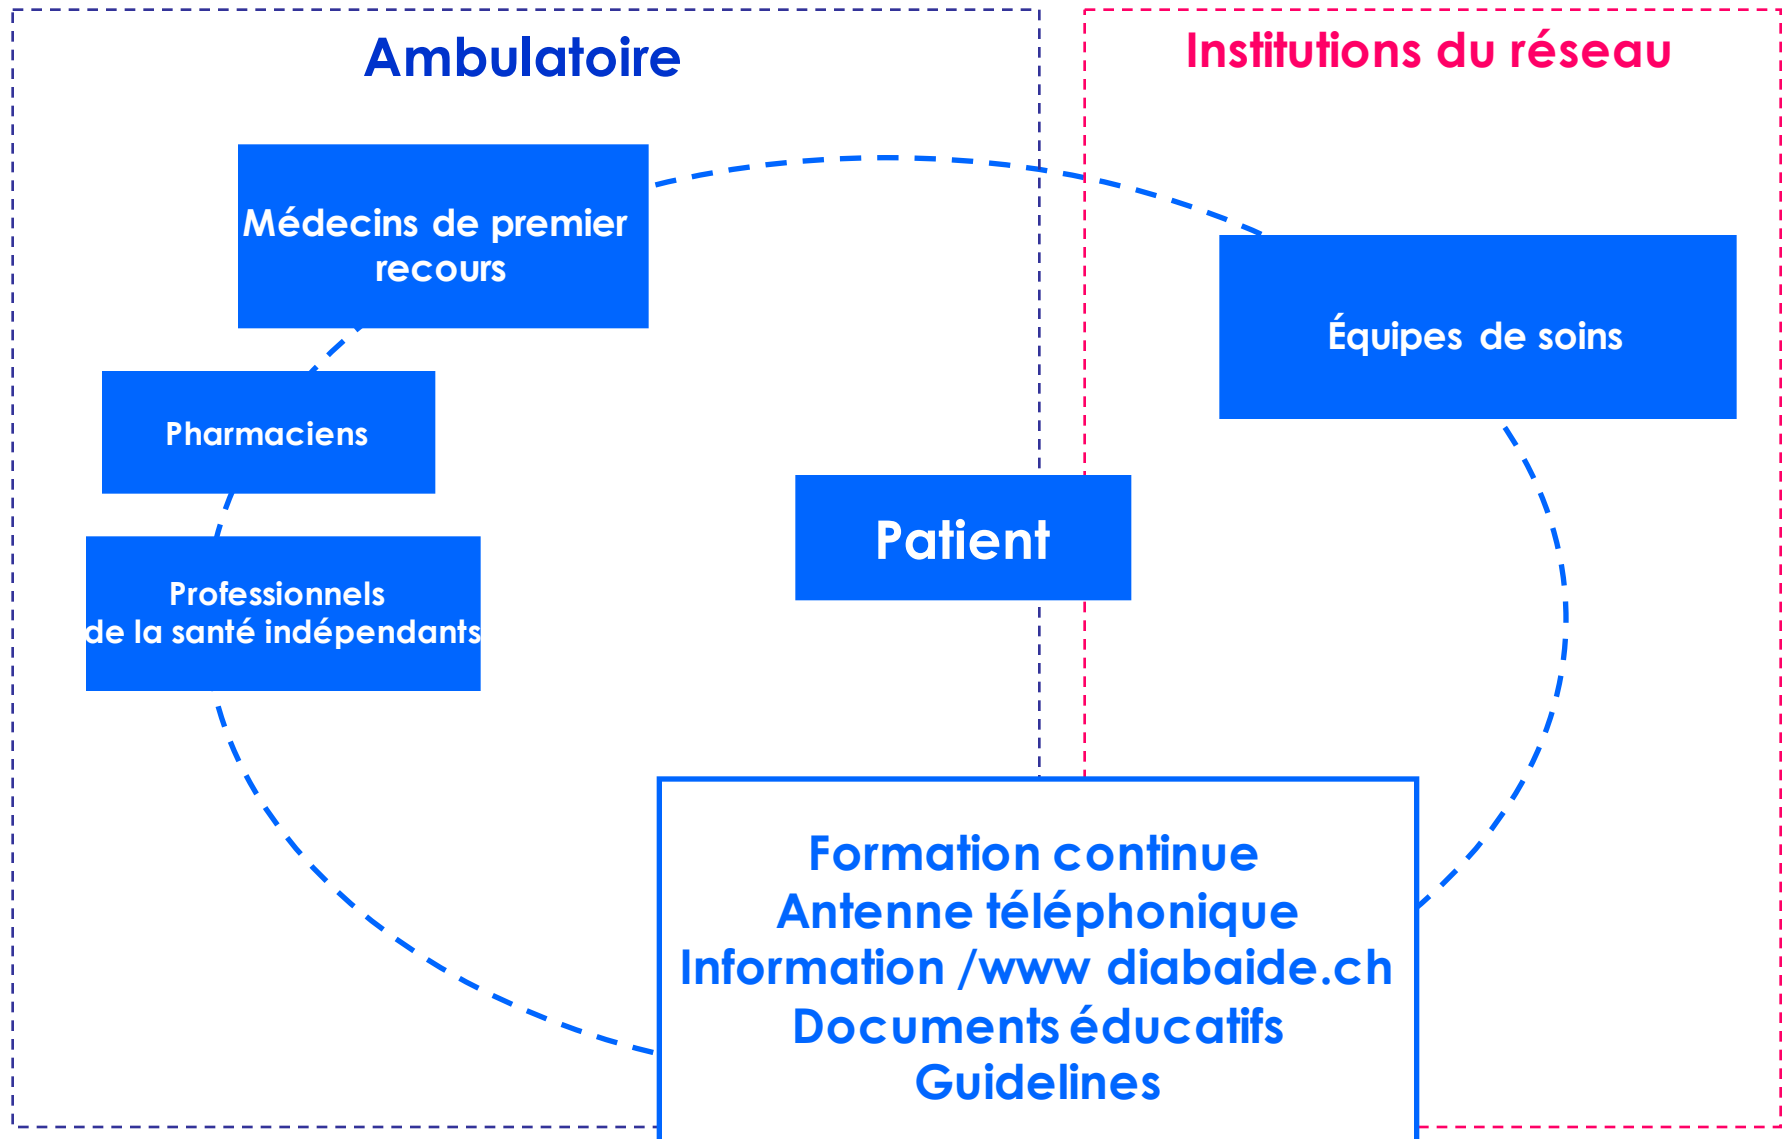 Ambulatoire
Institutions du réseau
Médecins de premier
recours
Équipes de soins
Pharmaciens
Patient
Professionnels
de la santé indépendants
Formation continue
Antenne téléphonique
Information /www diabaide.ch
Documents éducatifs
Guidelines